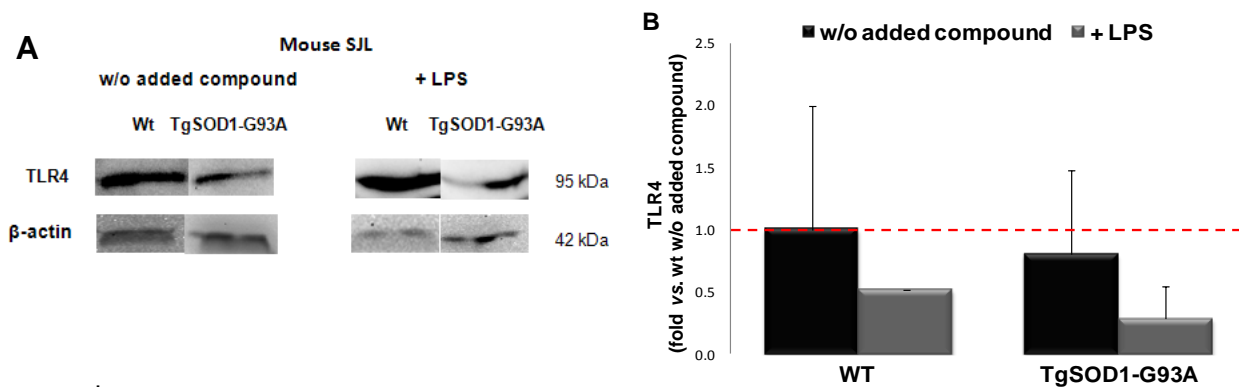 A
Mouse SJL
w/o added compound + LPS
Wt TgSOD1-G93A Wt TgSOD1-G93A
TLR4 95 kDa
β-actin 42 kDa
B
w/o added compound + LPS
TLR4
(fold vs. wt w/o added compound)
2.5
2.0
1.5
1.0
0.5
0.0
WT TgSOD1-G93A